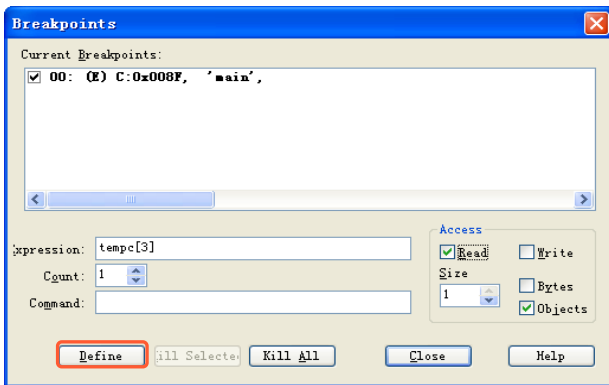 Breakpoints
Current Breakpoints:
00: (E) C:0x008F, 'main',
Access
xpression: tempc[3]
Read
Write
Count: 1
Size
1
Bytes
Command:
Objects
Define
ill Selecte
Kill All
Close
Help